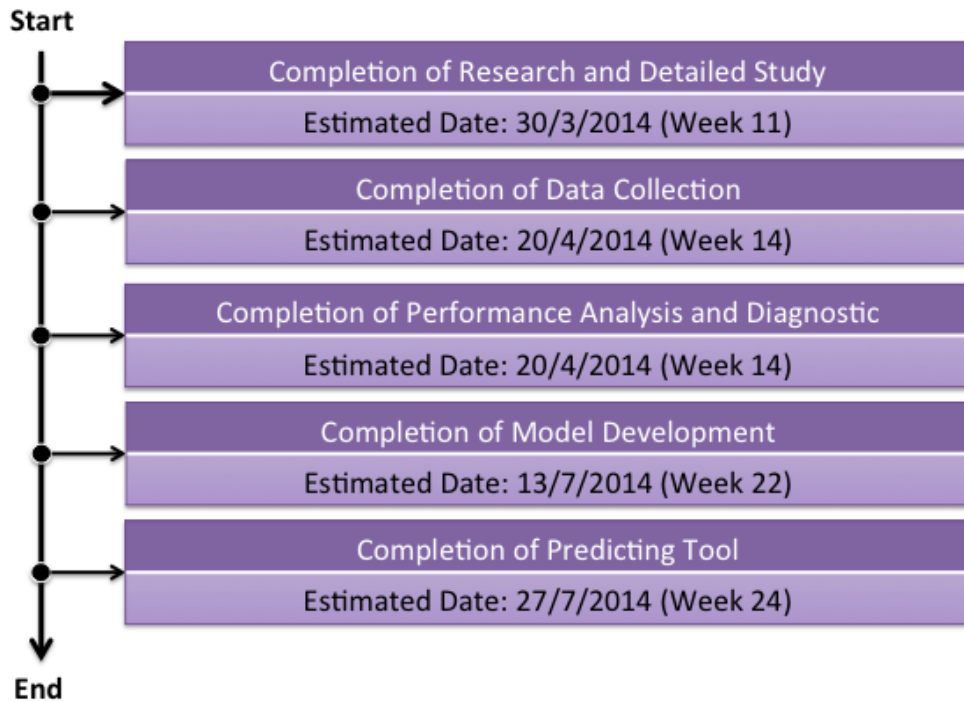 Start
Completion of Research and Detailed Study
Estimated Date: 30/3/2014 (Week 11)
Completion of Data Collection
Estimated Date: 20/4/2014 (Week 14)
Completion of Performance Analysis and Diagnostic
Estimated Date: 20/4/2014 (Week 14)
Completion of Model Development
Estimated Date: 13/7/2014 (Week 22)
Completion of Predicting Tool
Estimated Date: 27/7/2014 (Week 24)
End